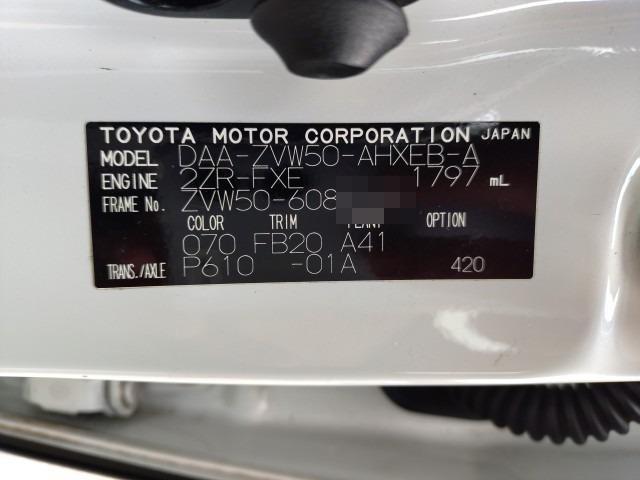 TOYOTA MOTOR CORPORATION JAPAN
MODEL DAA-ZVW50-AHXEB-A
ENGINE 2ZR-FXE 1797 mL
FRAME No. ZVW50-608
COLOR TRIM PLANT OPTION
070 FB20 A41
TRANS./AXLE P610 -01A 420